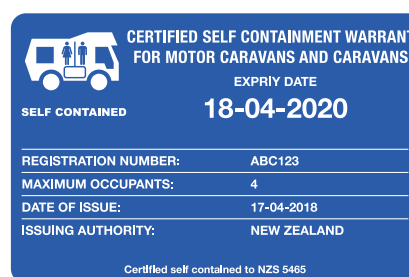 CERTIFIED SELF CONTAINMENT WARRANT
FOR MOTOR CARAVANS AND CARAVANS
EXPRIY DATE
18-04-2020
SELF CONTAINED
REGISTRATION NUMBER: ABC123
MAXIMUM OCCUPANTS: 4
DATE OF ISSUE: 17-04-2018
ISSUING AUTHORITY: NEW ZEALAND
Certified self contained to NZS 5465